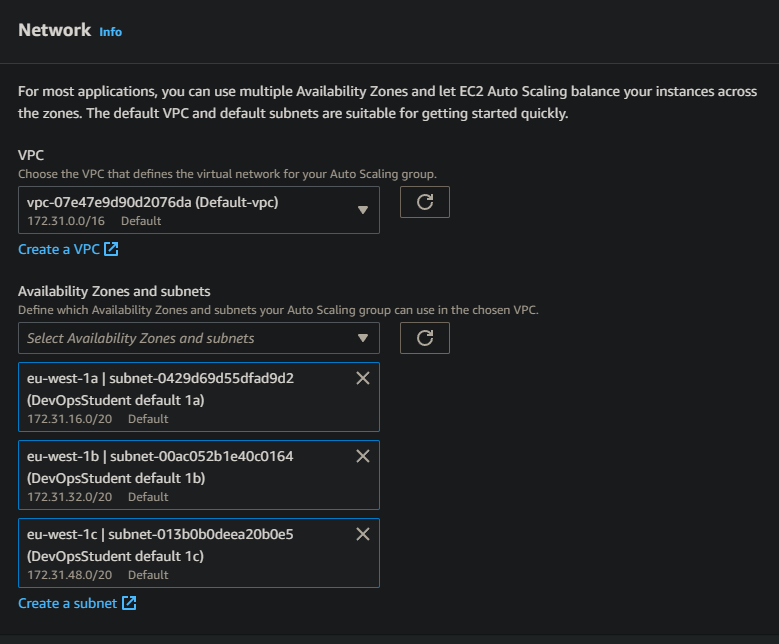 Network Info
For most applications, you can use multiple Availability Zones and let EC2 Auto Scaling balance your instances across
the zones. The default VPC and default subnets are suitable for getting started quickly.
VPC
Choose the VPC that defines the virtual network for your Auto Scaling group.
vpc-07e47e9d90d2076da (Default-vpc)
172.31.0.0/16 Default
Create a VPC
Availability Zones and subnets
Define which Availability Zones and subnets your Auto Scaling group can use in the chosen VPC.
Select Availability Zones and subnets
eu-west-1a | subnet-0429d69d55dfad9d2
(DevOpsStudent default 1a)
172.31.16.0/20 Default
eu-west-1b | subnet-00ac052b1e40c0164
(DevOpsStudent default 1b)
172.31.32.0/20 Default
eu-west-1c | subnet-013b0b0deea20b0e5
(DevOpsStudent default 1c)
172.31.48.0/20 Default
Create a subnet